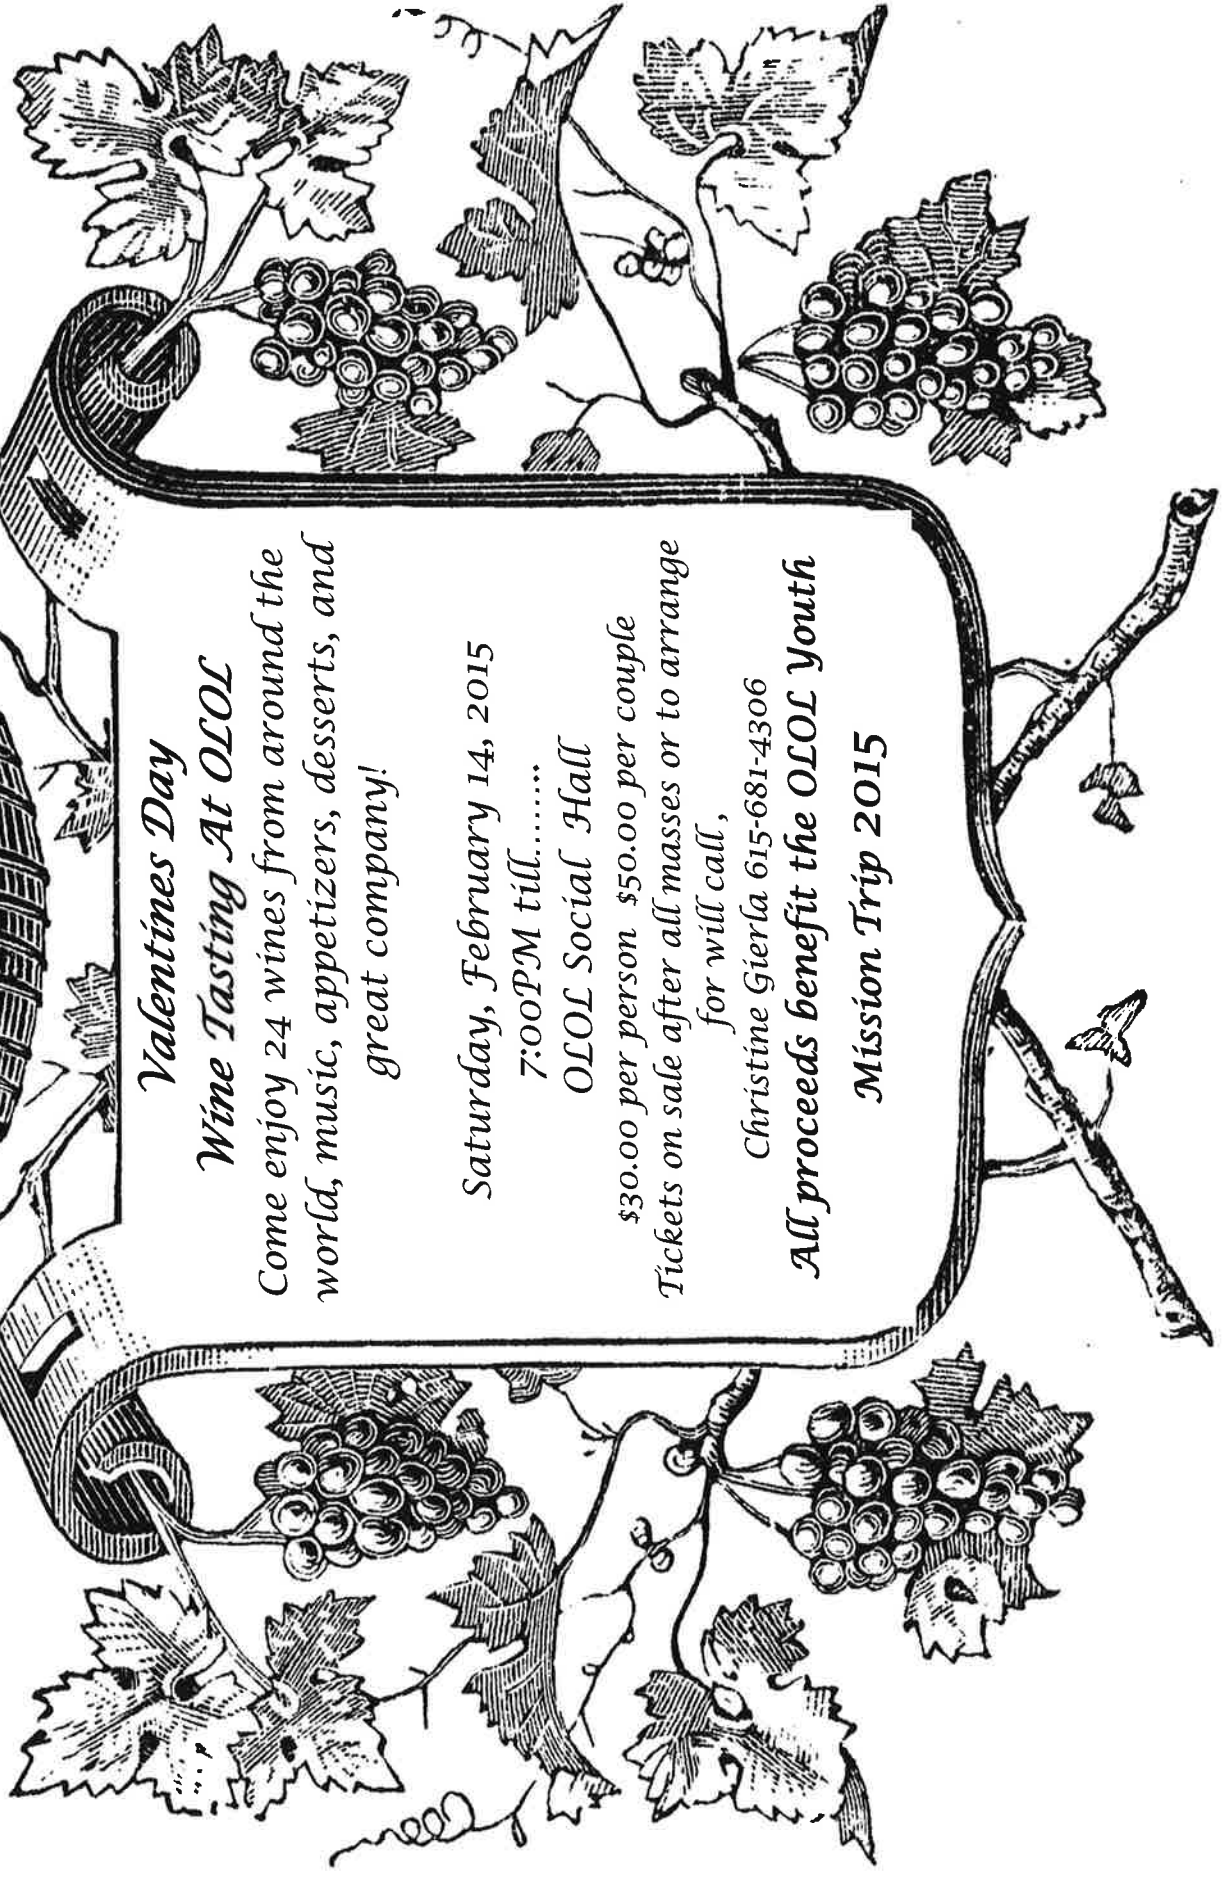 Valentines Day
Wine Tasting At OLOL
Come enjoy 24 wines from around the
world, music, appetizers, desserts, and
great company!
Saturday, February 14, 2015
7:00PM till.......
OLOL Social Hall
$30.00 per person $50.00 per couple
Tickets on sale after all masses or to arrange
for will call,
Christine Gierla 615-681-4306
All proceeds benefit the OLOL Youth
Mission Trip 2015